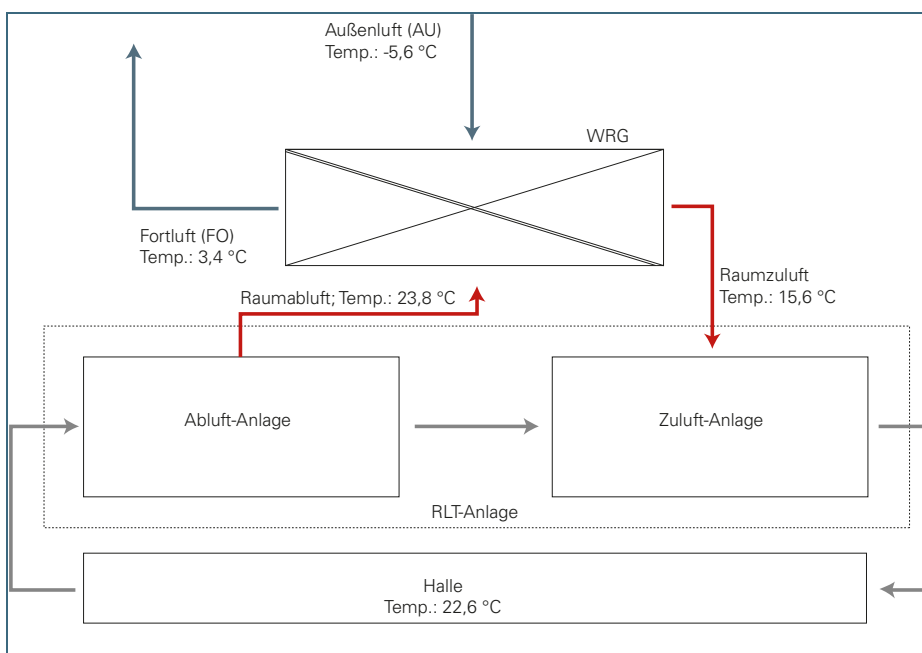 Außenluft (AU)
Temp.: -5,6 °C
WRG
Fortluft (FO)
Temp.: 3,4 °C
Raumzuluft
Temp.: 15,6 °C
Raumabluft; Temp.: 23,8 °C
Abluft-Anlage
Zuluft-Anlage
RLT-Anlage
Halle
Temp.: 22,6 °C